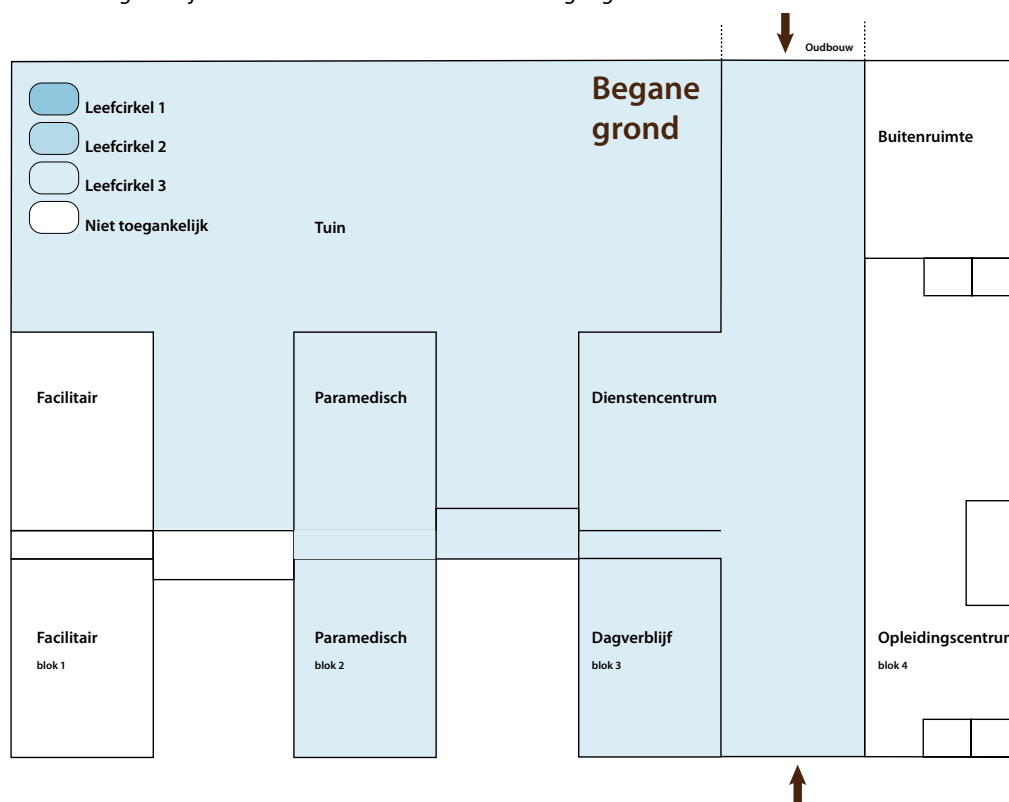 Oudbouw
Begane
grond
Leefcirkel 1
Leefcirkel 2
Leefcirkel 3
Niet toegankelijk
Buitenruimte
Tuin
Facilitair
Paramedisch
Dienstencentrum
Facilitair
blok 1
Paramedisch
blok 2
Dagverblijf
blok 3
Opleidingscentrum
blok 4